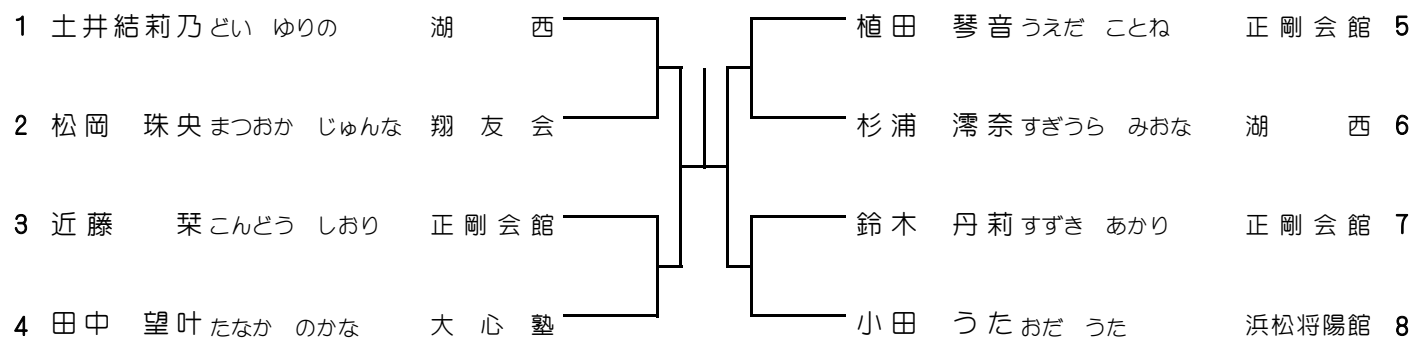 1 土井結莉乃 どい ゆりの 湖 西
2 松岡 珠央 まつおか じゅんな 翔友会
3 近藤 栞 こんどう しおり 正剛会館
4 田中 望叶 たなか のかな 大心塾
植田 琴音 うえだ ことね 正剛会館 5
杉浦 澪奈 すぎうら みおな 湖 西 6
鈴木 丹莉 すずき あかり 正剛会館 7
小田 うた おだ うた 浜松将陽館 8